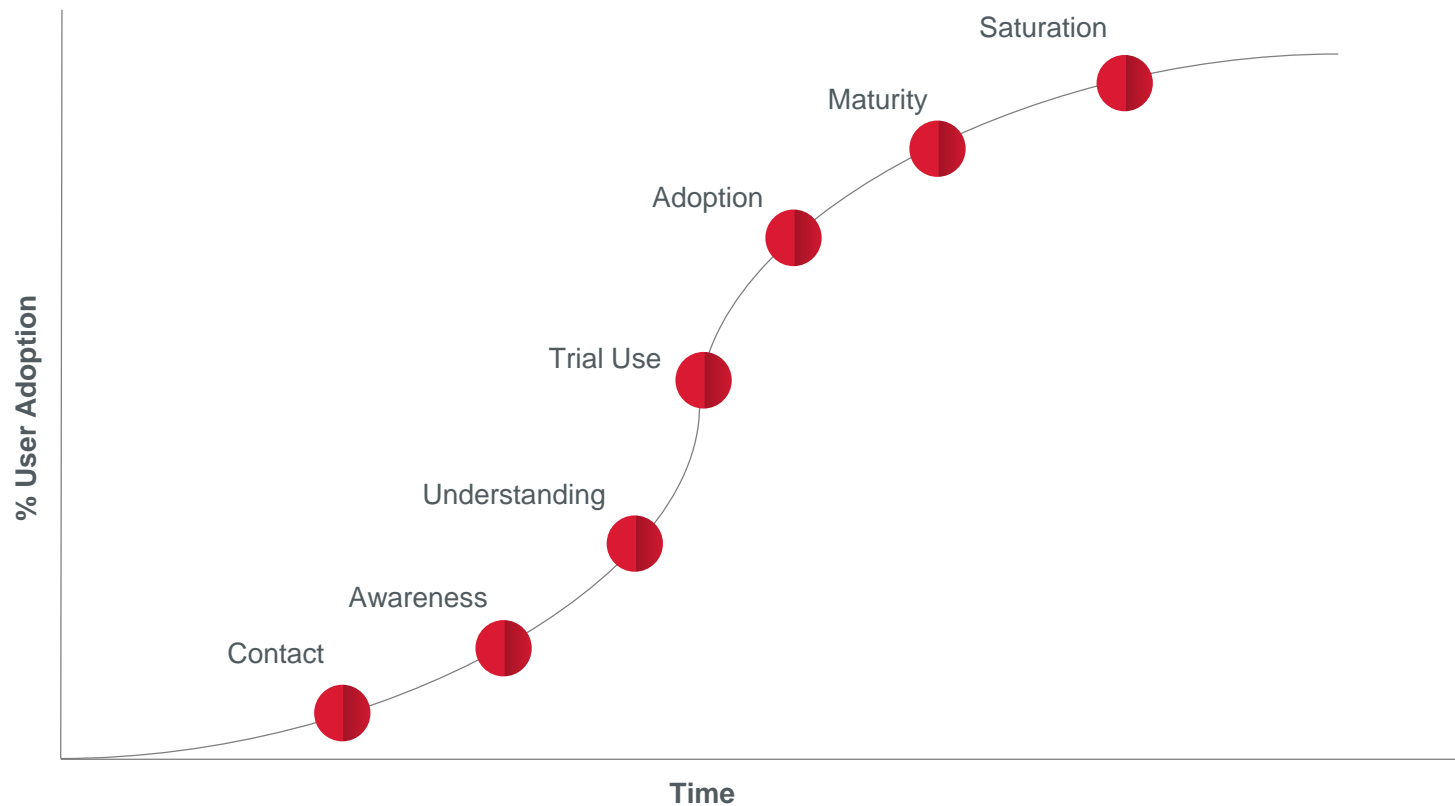 Saturation
Maturity
Adoption
Trial Use
Understanding
Awareness
Contact
% User Adoption
Time